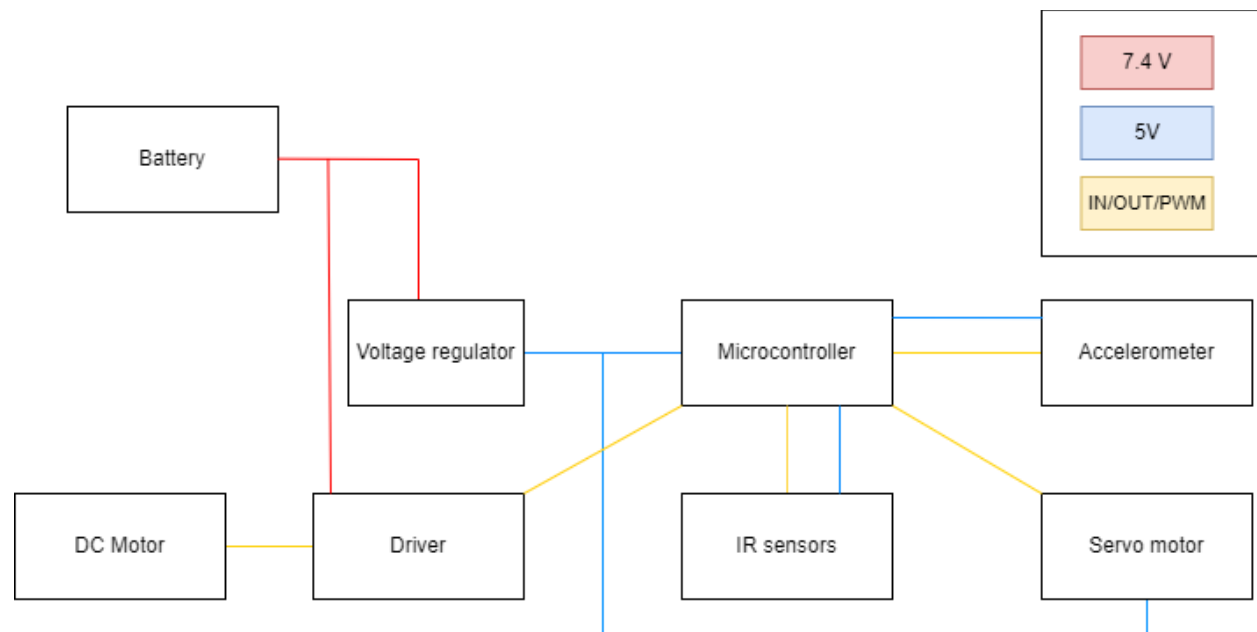 7.4 V
5V
IN/OUT/PWM
Battery
Voltage regulator
Microcontroller
Accelerometer
DC Motor
Driver
IR sensors
Servo motor